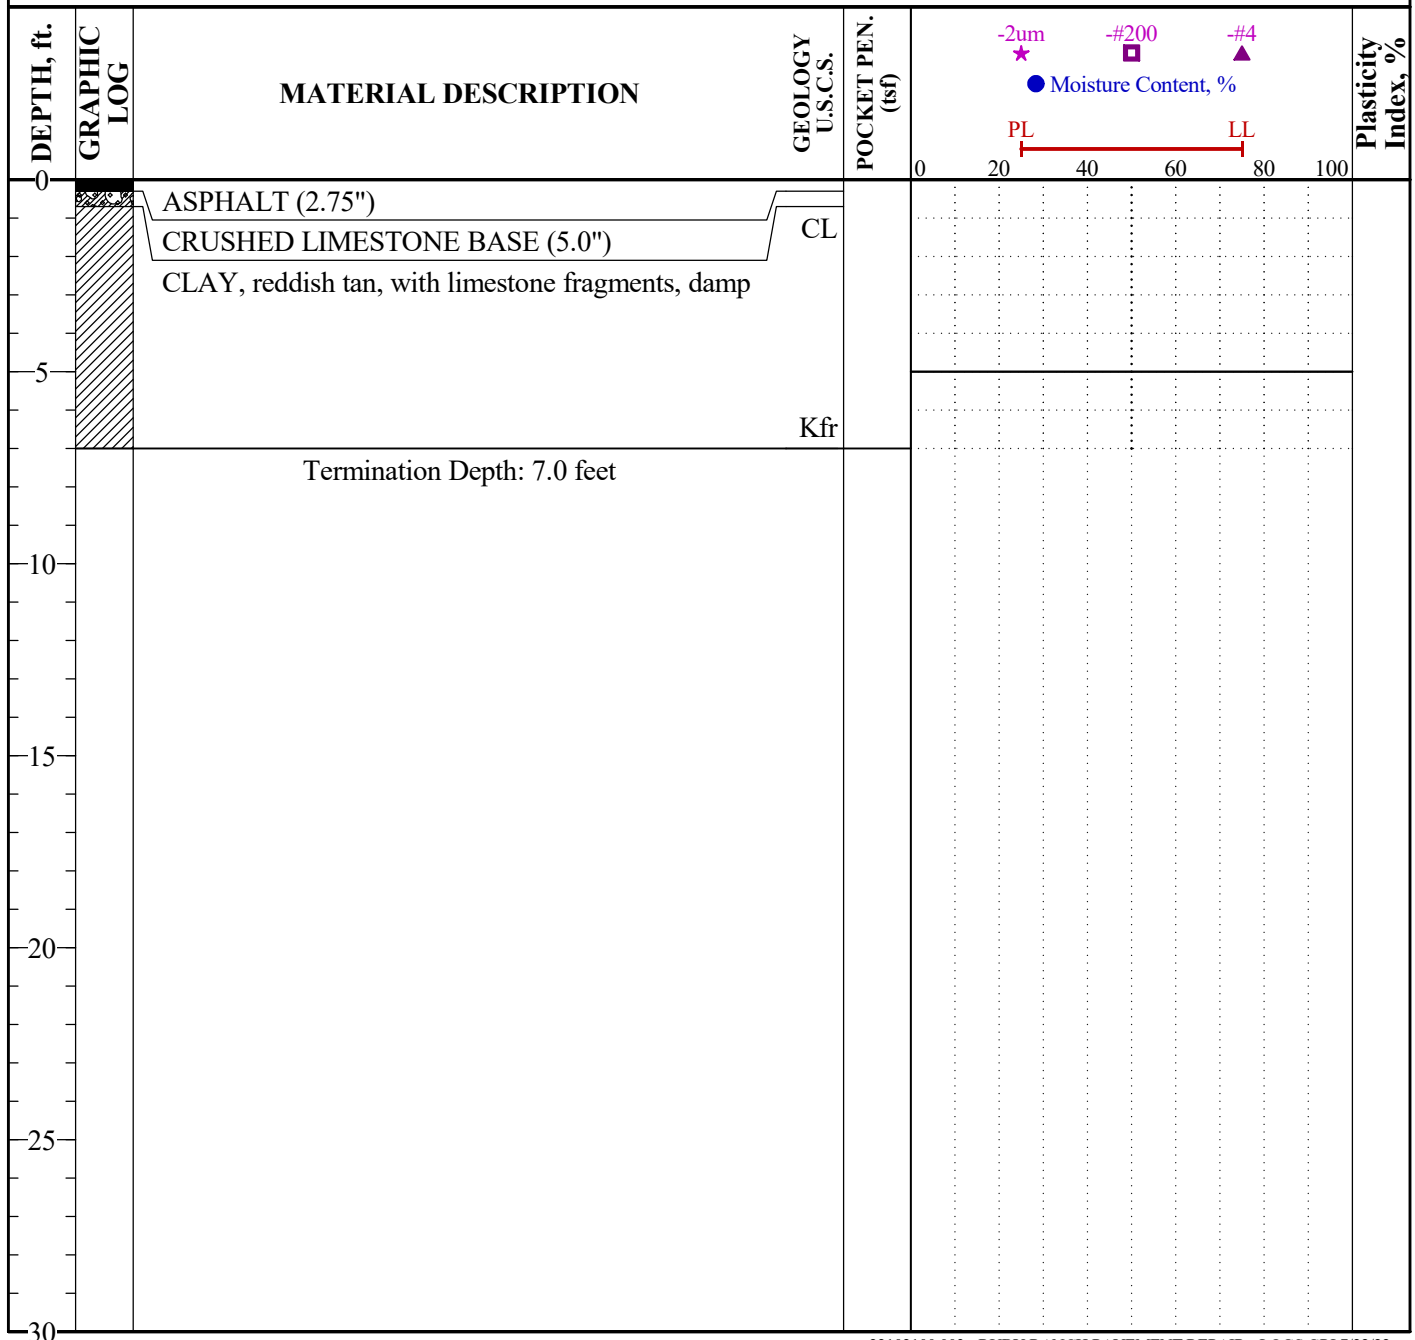 DEPTH, ft.
GRAPHIC
LOG
MATERIAL DESCRIPTION
GEOLOGY
U.S.C.S.
POCKET PEN.
(tsf)
-2um -#200 -#4
Moisture Content, %
PL LL
0 20 40 60 80 100
Plasticity
Index, %
0
ASPHALT (2.75")
CL
CRUSHED LIMESTONE BASE (5.0")
CLAY, reddish tan, with limestone fragments, damp
5
Kfr
Termination Depth: 7.0 feet
10
15
20
25
30